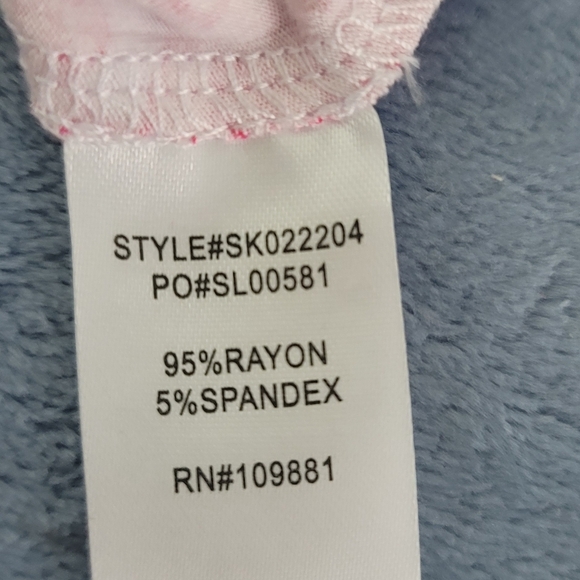 STYLE#SK022204
PO#SL00581
95%RAYON
5%SPANDEX
RN#109881